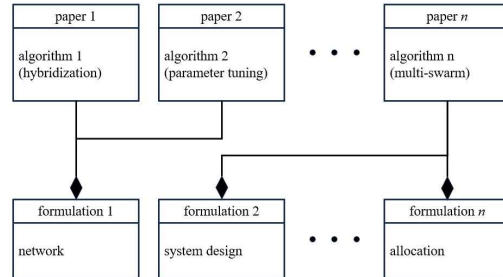 paper 1
paper 2
paper n
algorithm 1
(hybridization)
algorithm 2
(parameter tuning)
• • •
algorithm n
(multi-swarm)
formulation 1
formulation 2
formulation n
network
system design
• • •
allocation